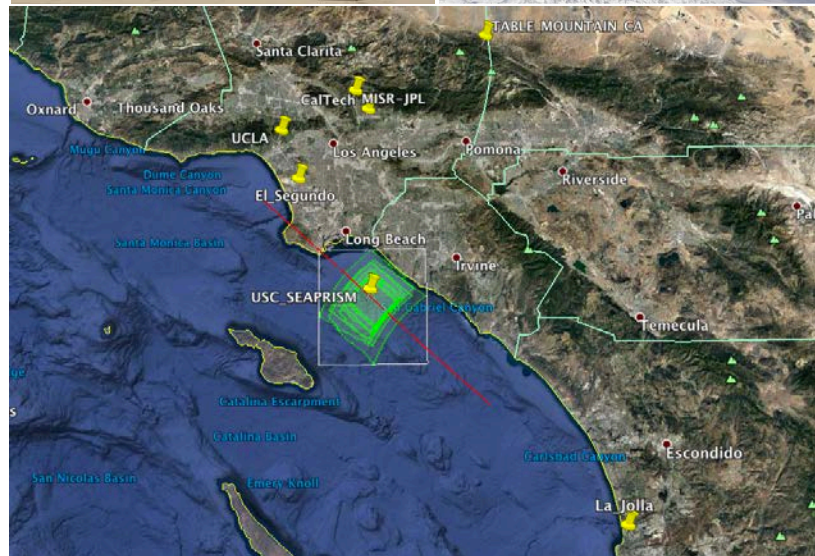 TABLE_MOUNTAIN_CA
Santa Clarita
CalTech MISR-JPL
Oxnard
Thousand Oaks
UCLA
Los Angeles
Pomona
Mugu Canyon
Dume Canyon
Santa Monica Canyon
Riverside
El_Segundo
Santa Monica Basin
Long Beach
Irvine
USC_SEAPRISM
Gabriel Canyon
Temecula
Catalina Escarpment
Catalina Basin
Carlsbad Canyon
Escondido
San Nicolas Basin
Emery Knoll
La_Jolla